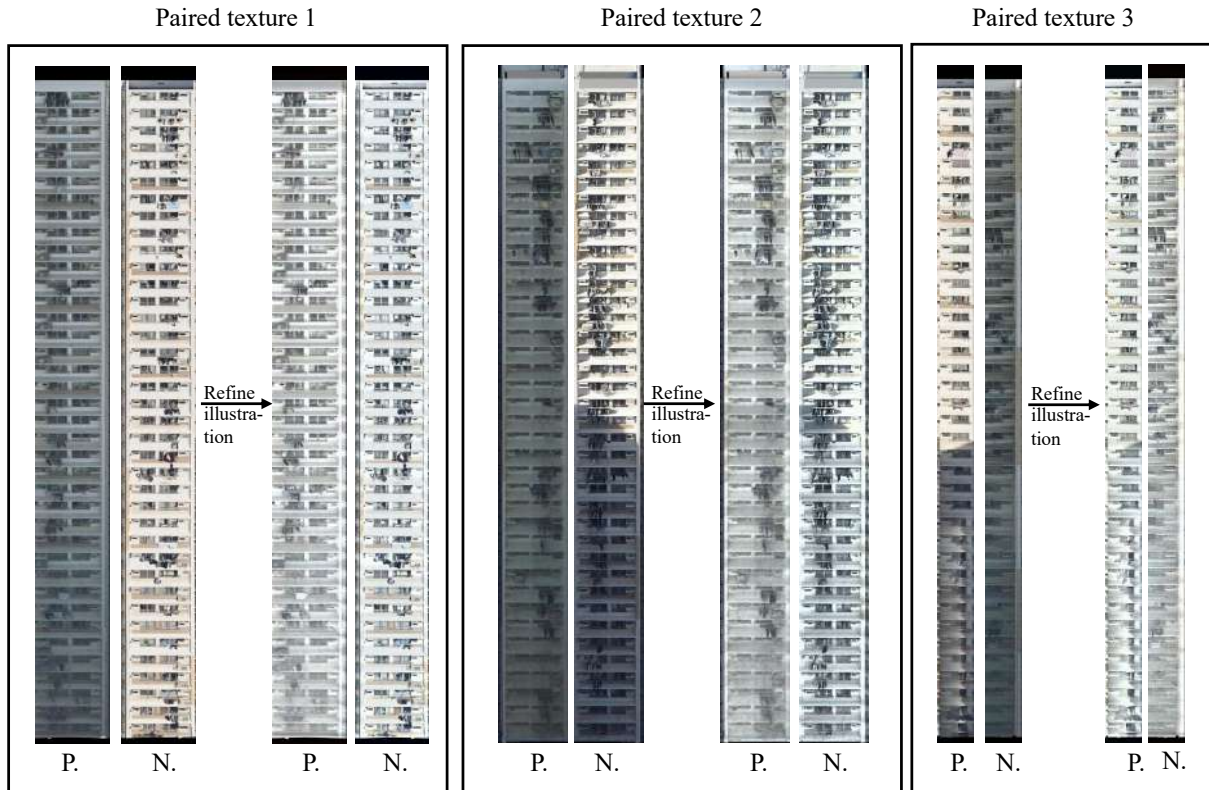 Paired texture 1
Paired texture 2
Paired texture 3
Refine
illustra-
tion
Refine
illustra-
tion
Refine
illustra-
tion
P.
N.
P.
N.
P.
N.
P.
N.
P.
N.
P.
N.